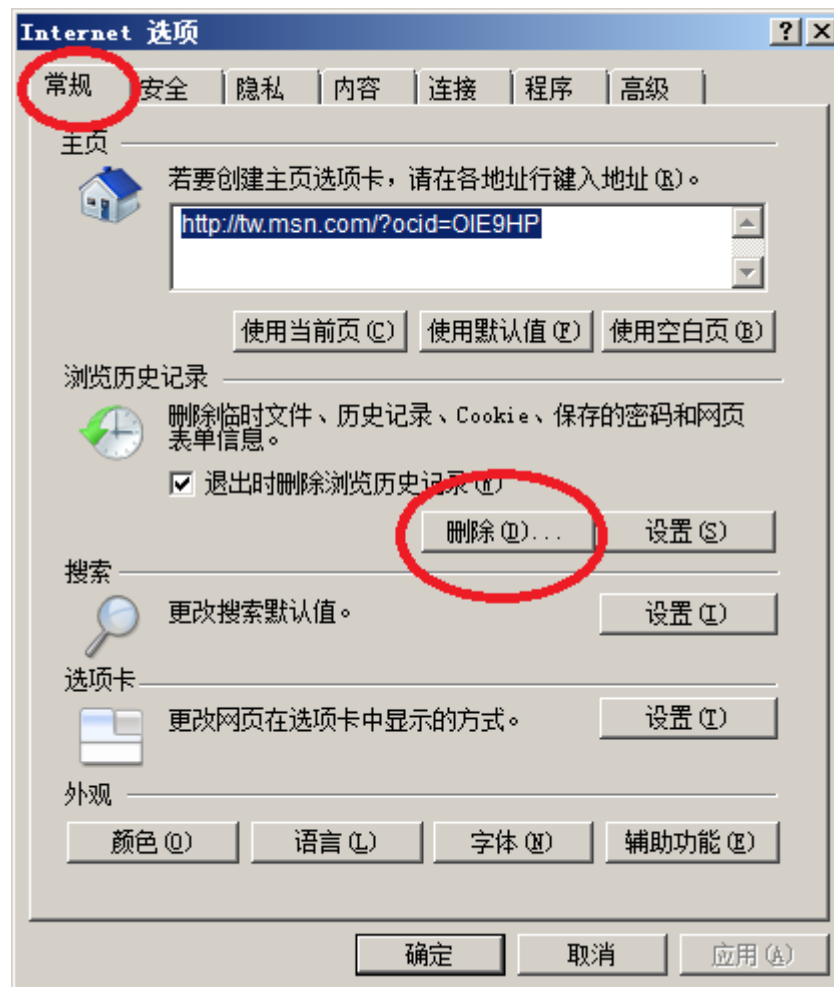 Internet 选项
常规 安全 隐私 内容 连接 程序 高级
主页
若要创建主页选项卡，请在各地址行键入地址(R)。
http://tw.msn.com/?ocid=OIE9HP
使用当前页(C) 使用默认值(F) 使用空白页(B)
浏览历史记录
删除临时文件、历史记录、Cookie、保存的密码和网页
表单信息。
退出时删除浏览历史记录(W)
删除(D)... 设置(S)
搜索
更改搜索默认值。 设置(I)
选项卡
更改网页在选项卡中显示的方式。 设置(T)
外观
颜色(O) 语言(L) 字体(N) 辅助功能(E)
确定 取消 应用(A)